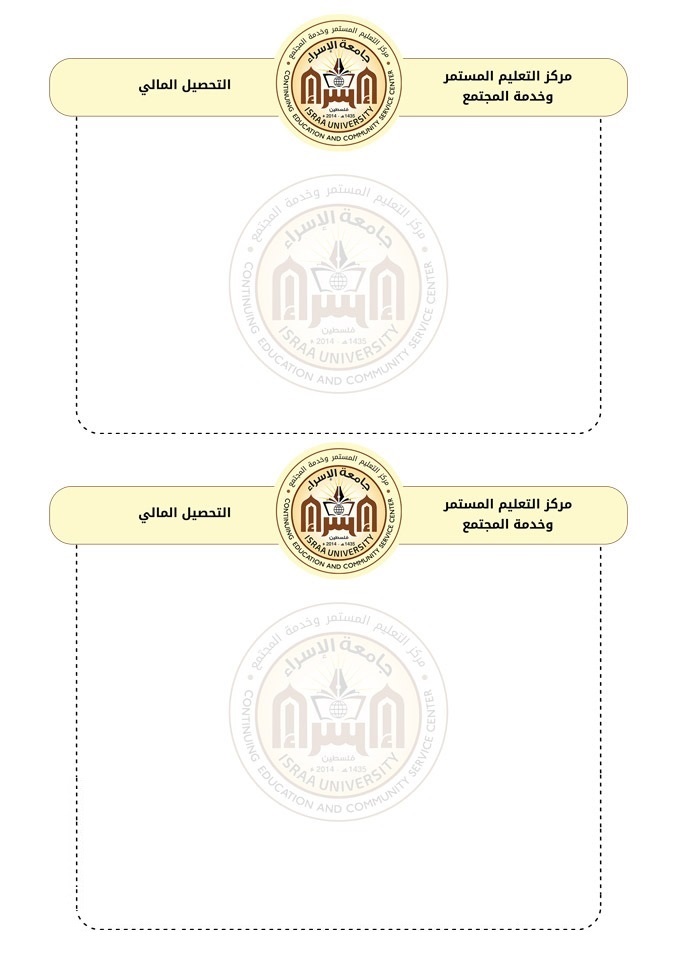 مركز التعليم المستمر
وخدمة المجتمع
التحصيل المالي
مركز التعليم المستمر وخدمة المجتمع
جامعة الإسراء
الإسراء
فلسطين
1435هـ - 2014م
ISRAA UNIVERSITY
CONTINUING EDUCATION AND COMMUNITY SERVICE CENTER
مركز التعليم المستمر وخدمة المجتمع
جامعة الإسراء
الإسراء
فلسطين
1435هـ - 2014م
ISRAA UNIVERSITY
CONTINUING EDUCATION AND COMMUNITY SERVICE CENTER
مركز التعليم المستمر
وخدمة المجتمع
التحصيل المالي
مركز التعليم المستمر وخدمة المجتمع
جامعة الإسراء
الإسراء
فلسطين
1435هـ - 2014م
ISRAA UNIVERSITY
CONTINUING EDUCATION AND COMMUNITY SERVICE CENTER
مركز التعليم المستمر وخدمة المجتمع
جامعة الإسراء
الإسراء
فلسطين
1435هـ - 2014م
ISRAA UNIVERSITY
CONTINUING EDUCATION AND COMMUNITY SERVICE CENTER